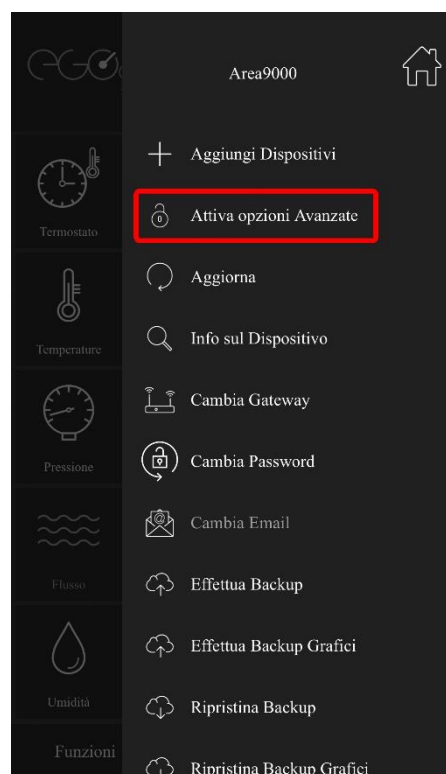 eGO
Area9000
Aggiungi Dispositivi
Attiva opzioni Avanzate
Termostato
Aggiorna
Info sul Dispositivo
Temperature
Cambia Gateway
Cambia Password
Pressione
Cambia Email
Effettua Backup
Flusso
Effettua Backup Grafici
Ripristina Backup
Umidità
Funzioni
Ripristina Backup Grafici